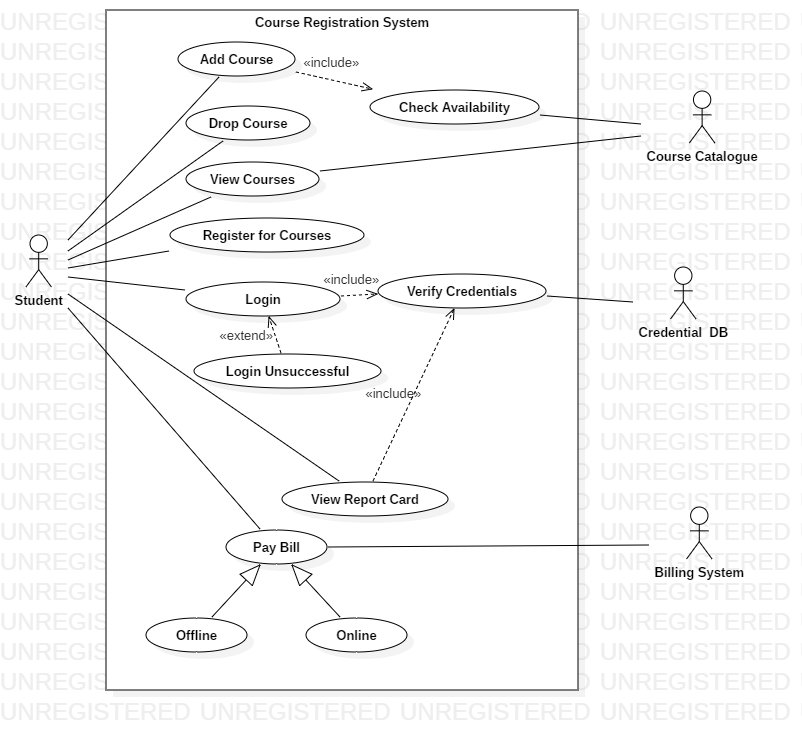 Course Registration System
Add Course
«include»
Check Availability
Drop Course
Course Catalogue
View Courses
Register for Courses
Student
«include»
Verify Credentials
Login
Credential  DB
«extend»
Login Unsuccessful
«include»
View Report Card
Pay Bill
Billing System
Offline
Online
UNREGISTERED UNREGISTERED UNREGISTERED UNREGISTERED